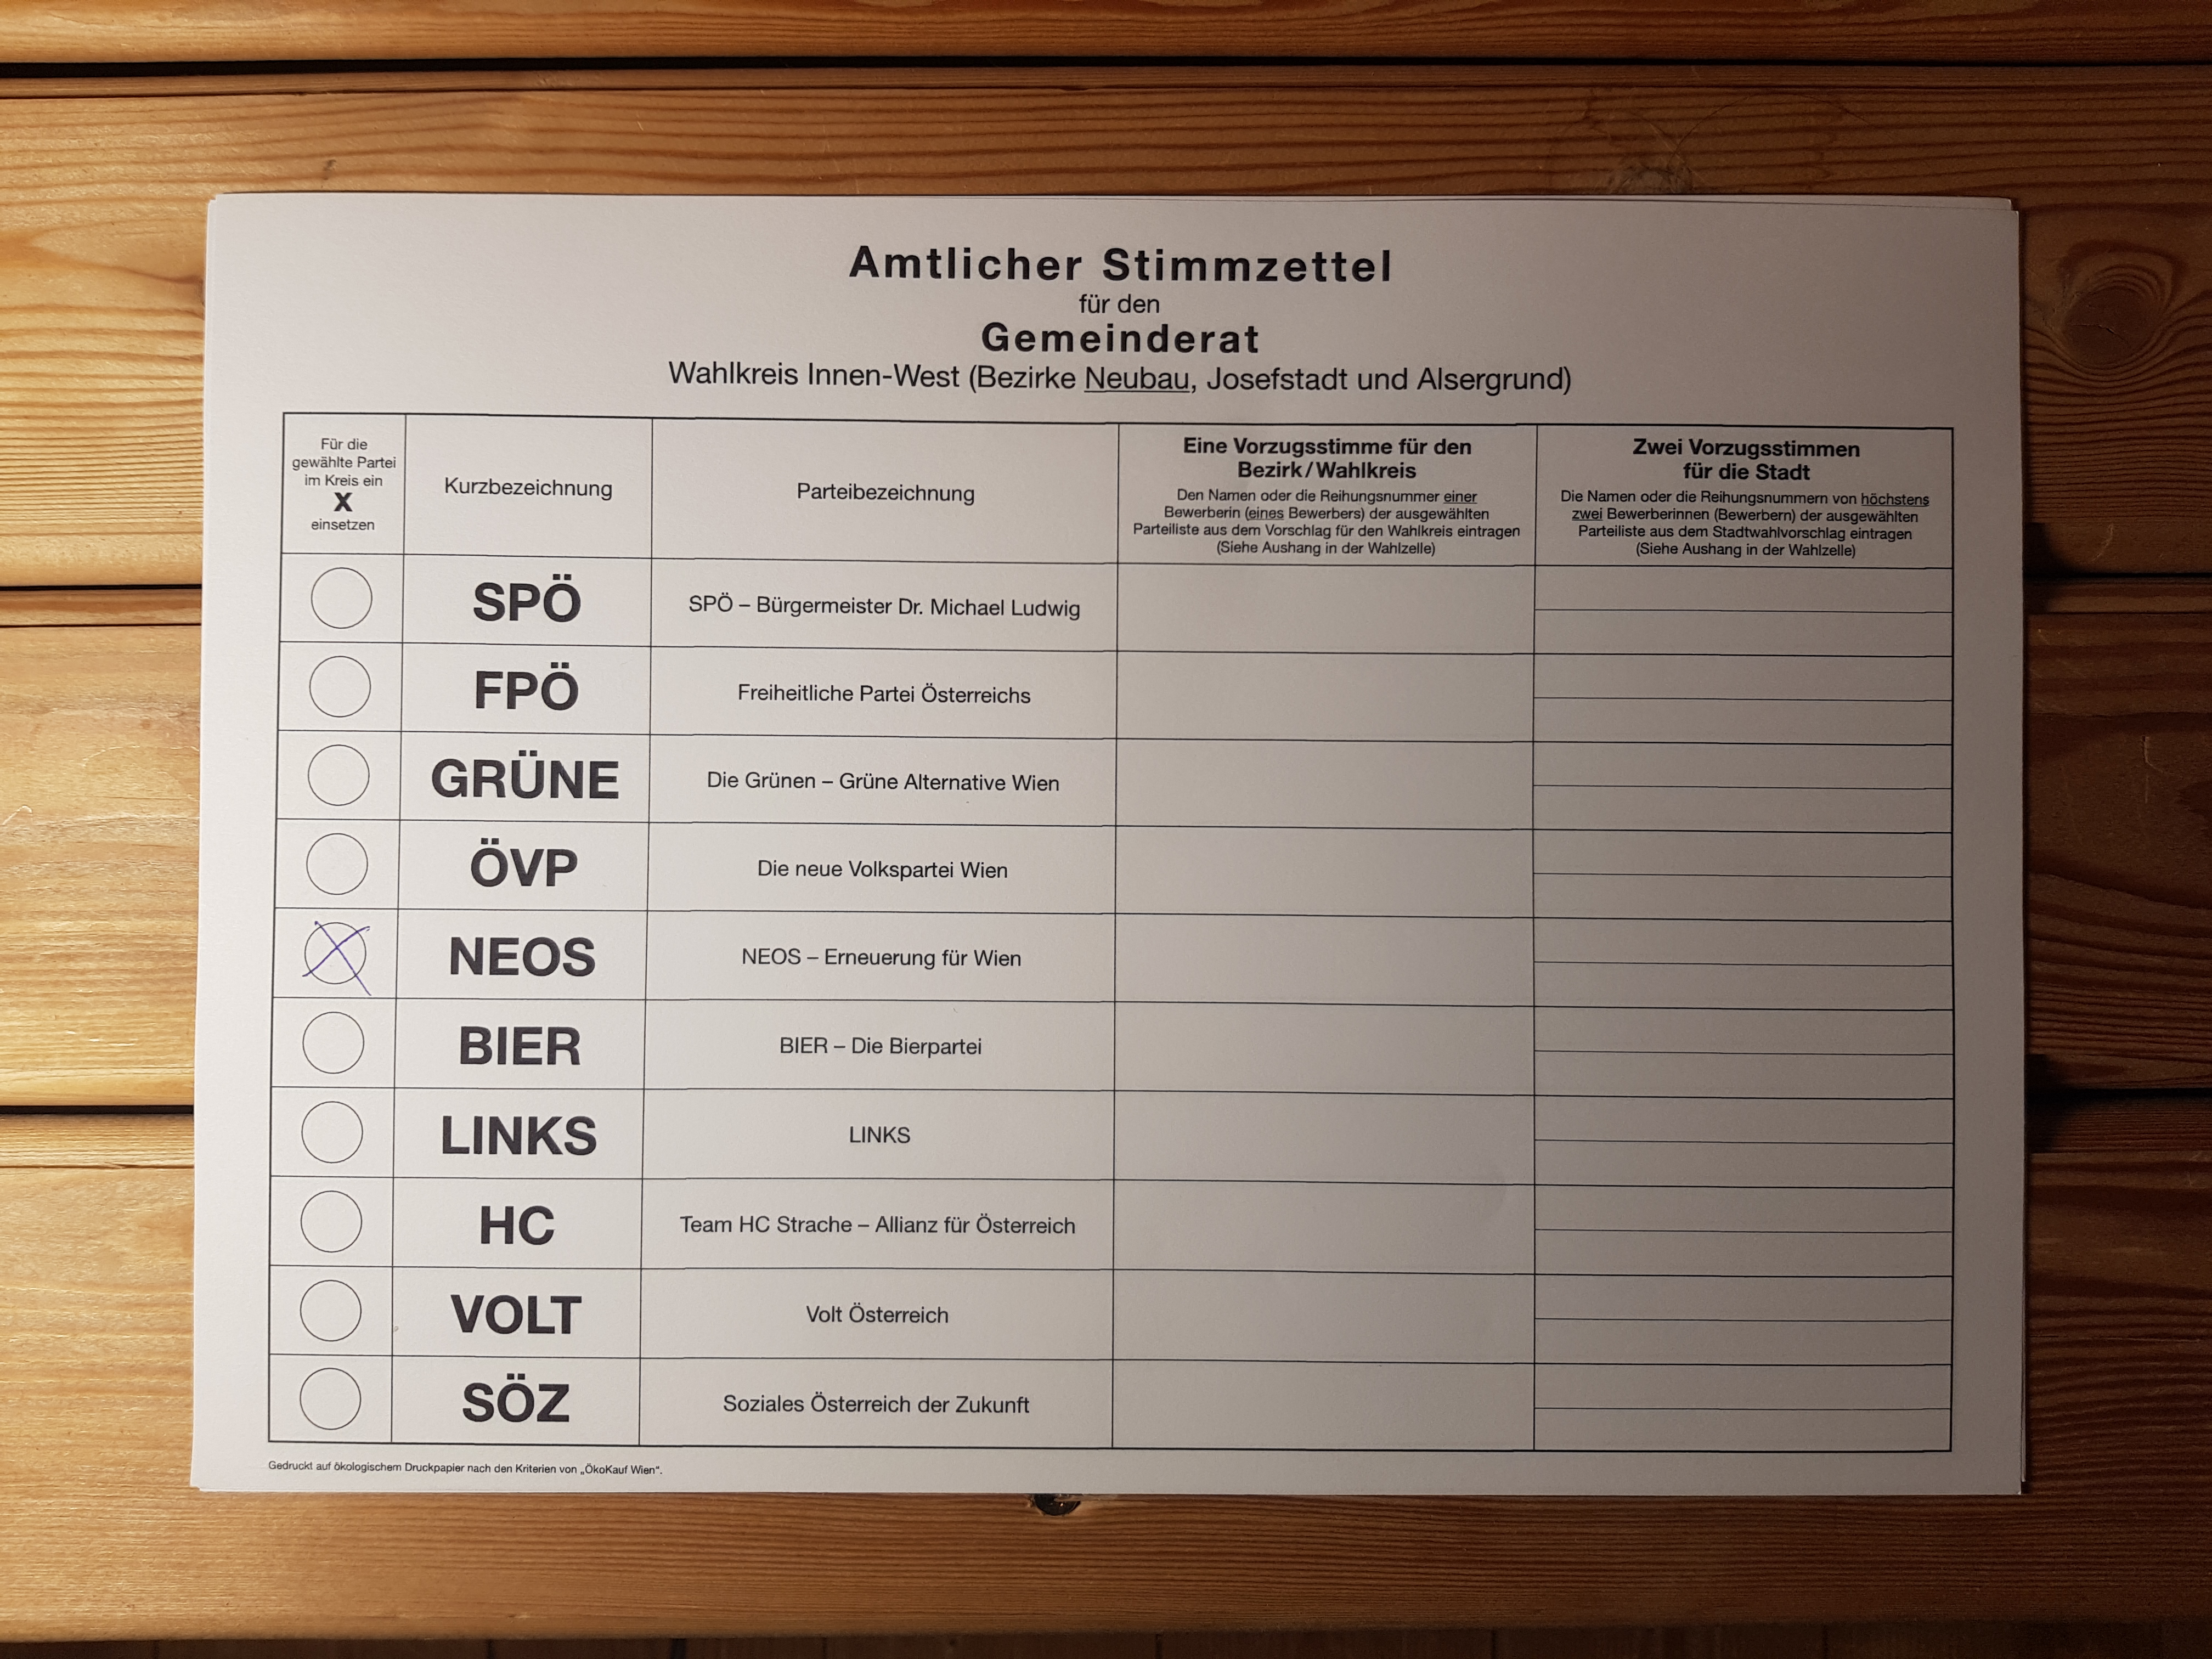 Amtlicher Stimmzettel
für den
Gemeinderat
Wahlkreis Innen-West (Bezirke Neubau, Josefstadt und Alsergrund)
Für die
gewählte Partei
im Kreis ein
X
einsetzen
Kurzbezeichnung
Parteibezeichnung
Eine Vorzugsstimme für den
Bezirk/Wahlkreis
Den Namen oder die Reihungsnummer einer
Bewerberin (eines Bewerbers) der ausgewählten
Parteiliste aus dem Vorschlag für den Wahlkreis eintragen
(Siehe Aushang in der Wahlzelle)
Zwei Vorzugsstimmen
für die Stadt
Die Namen oder die Reihungsnummern von höchstens
zwei Bewerberinnen (Bewerbern) der ausgewählten
Parteiliste aus dem Stadtwahlvorschlag eintragen
(Siehe Aushang in der Wahlzelle)
SPÖ SPÖ – Bürgermeister Dr. Michael Ludwig
FPÖ Freiheitliche Partei Österreichs
GRÜNE Die Grünen – Grüne Alternative Wien
ÖVP Die neue Volkspartei Wien
X NEOS NEOS – Erneuerung für Wien
BIER BIER – Die Bierpartei
LINKS LINKS
HC Team HC Strache – Allianz für Österreich
VOLT Volt Österreich
SÖZ Soziales Österreich der Zukunft
Gedruckt auf ökologischem Druckpapier nach den Kriterien von „ÖkoKauf Wien“.